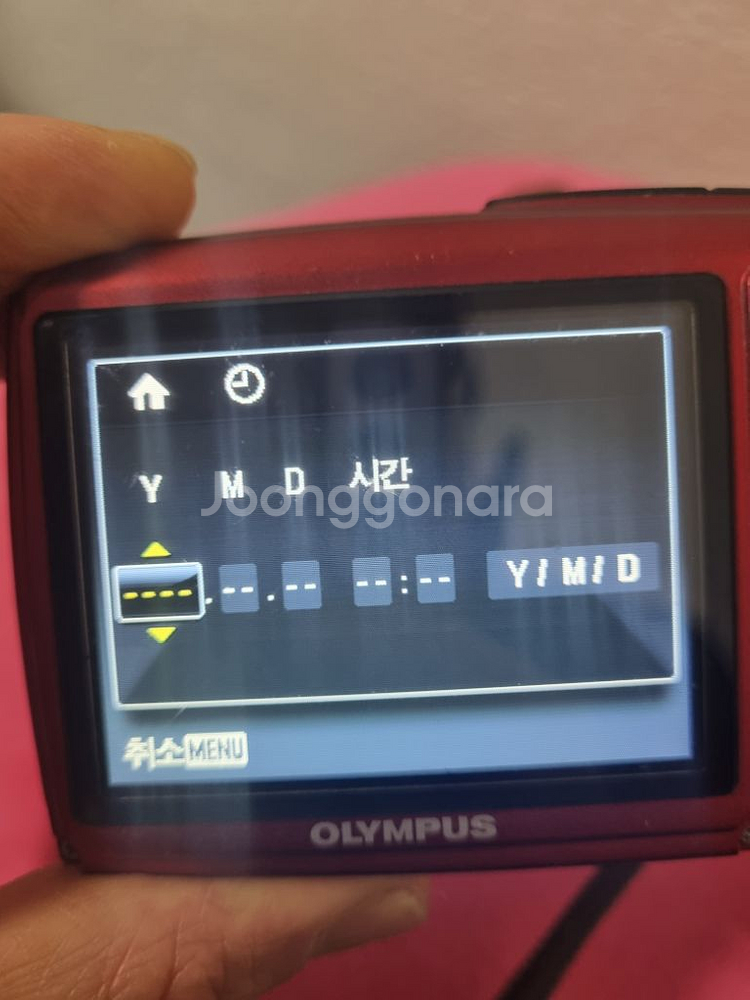 Y M D 시간
Joonggonara
----.--.-- --:-- Y/M/D
취소 MENU
OLYMPUS